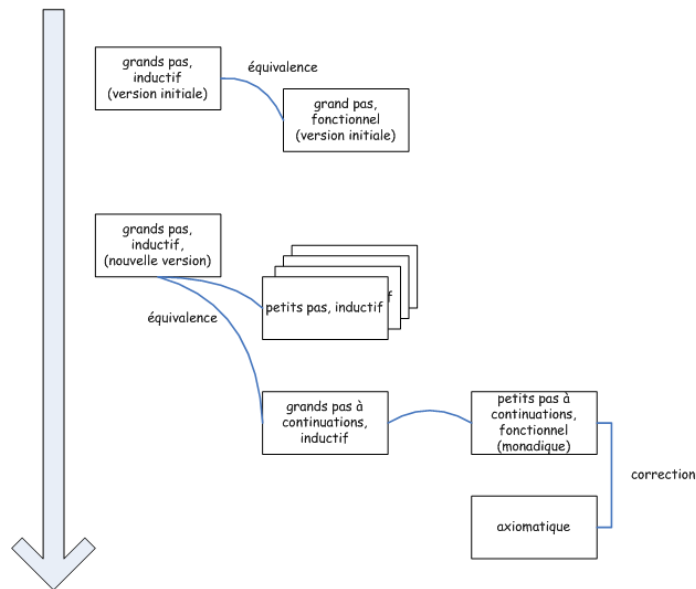 grands pas,
inductif
(version initiale)
équivalence
grand pas,
fonctionnel
(version initiale)
grands pas,
inductif,
(nouvelle version)
petits pas, inductif
f
équivalence
grands pas à
continuations,
inductif
petits pas à
continuations,
fonctionnel
(monadique)
correction
axiomatique